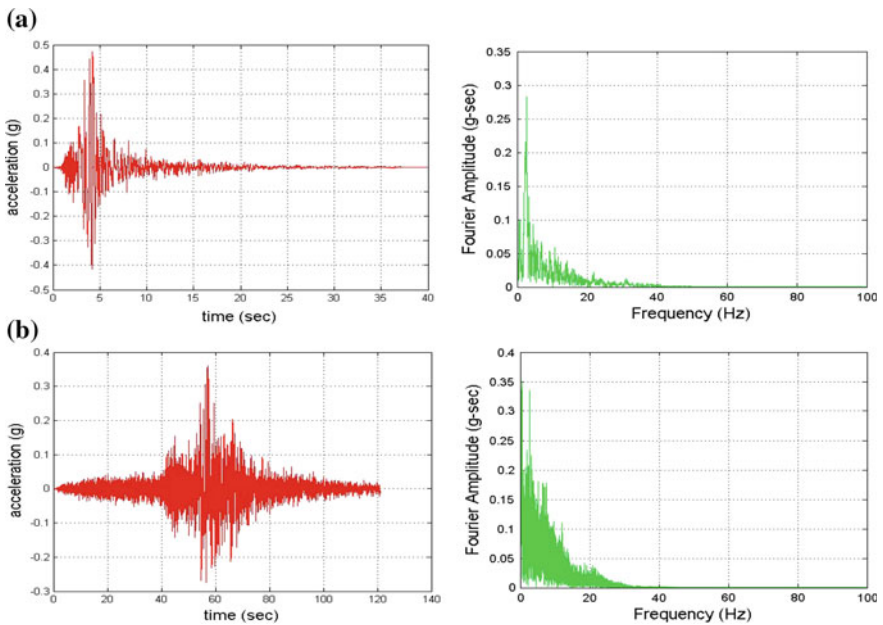 (a)
acceleration (g)
0.5
0.4
0.3
0.2
0.1
0
-0.1
-0.2
-0.3
-0.4
-0.5
0 5 10 15 20 25 30 35 40
time (sec)
Fourier Amplitude (g-sec)
0.35
0.3
0.25
0.2
0.15
0.1
0.05
0
0 20 40 60 80 100
Frequency (Hz)
(b)
acceleration (g)
0.4
0.3
0.2
0.1
0
-0.1
-0.2
-0.3
0 20 40 60 80 100 120 140
time (sec)
Fourier Amplitude (g-sec)
0.4
0.35
0.3
0.25
0.2
0.15
0.1
0.05
0
0 20 40 60 80 100
Frequency (Hz)